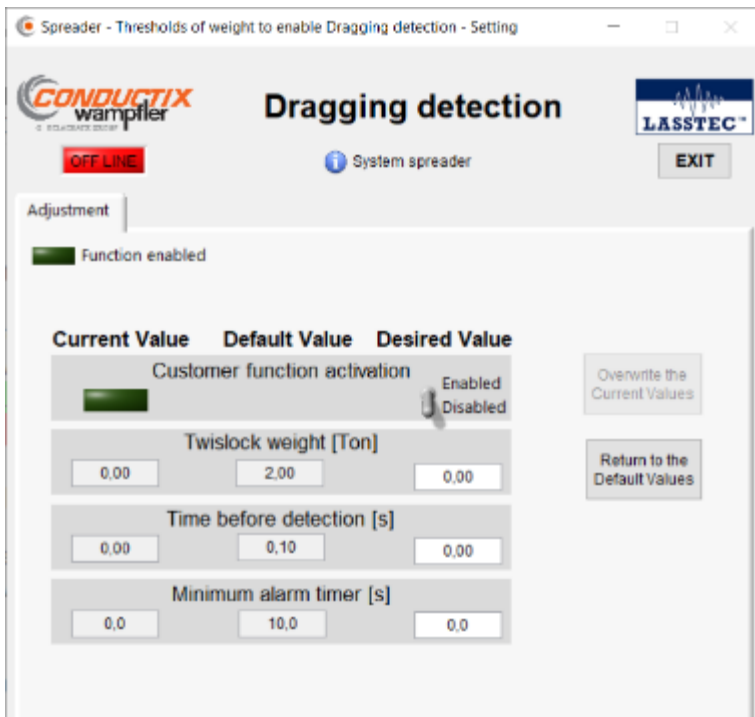 Spreader - Thresholds of weight to enable Dragging detection - Setting
CONDUCTIX
wampfler
Dragging detection
LASSTEC™
OFF LINE
System spreader
EXIT
Adjustment
Function enabled
Current Value Default Value Desired Value
Customer function activation
Enabled
Disabled
Overwrite the
Current Values
Twislock weight [Ton]
0,00 2,00 0,00
Return to the
Default Values
Time before detection [s]
0,00 0,10 0,00
Minimum alarm timer [s]
0,0 10,0 0,0